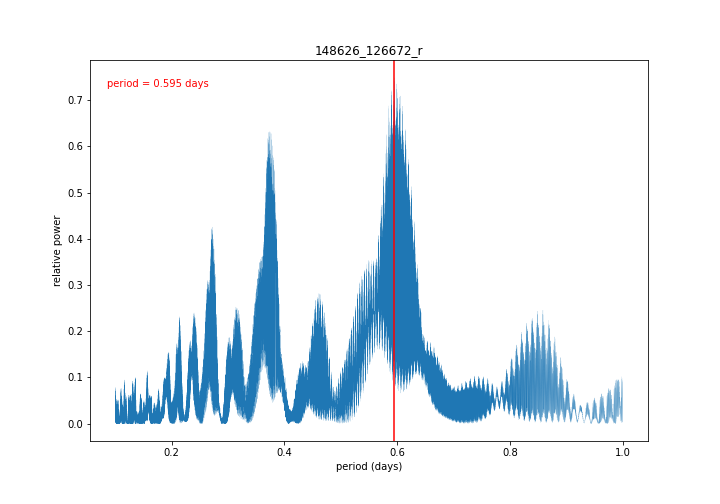 148626_126672_r
period = 0.595 days
relative power
0.7
0.6
0.5
0.4
0.3
0.2
0.1
0.0
0.2 0.4 0.6 0.8 1.0
period (days)